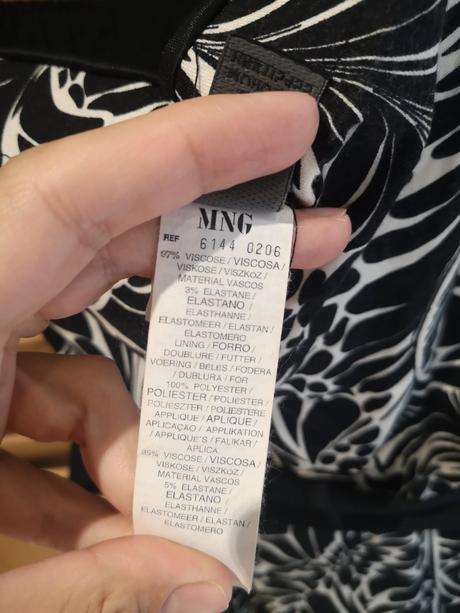 MNG
REF 6144 0206
97% VISCOSE / VISCOSA /
VISKOSE / VISZKÓZ /
MATERIAL VASCOS
3% ELASTANE /
ELASTANO /
ELASTHANNE /
ELASTOMEER / ELASTAN /
ELASTOMERO
LINING / FORRO /
DOUBLURE / FUTTER /
VOERING / BÉLÉS / FODERA
/ DUBLURA / FOR
100% POLYESTER /
POLIESTER / POLIESTER /
POLIESZTER / POLIESTERE
APPLIQUE / APLIQUE /
APLICAÇÃO / APPLIKATION
/ APPLIQUE'S / FALIKAR /
APLICA
95% VISCOSE / VISCOSA /
VISKOSE / VISZKÓZ /
MATERIAL VASCOS
5% ELASTANE /
ELASTANO /
ELASTHANNE /
ELASTOMEER / ELASTAN /
ELASTOMERO